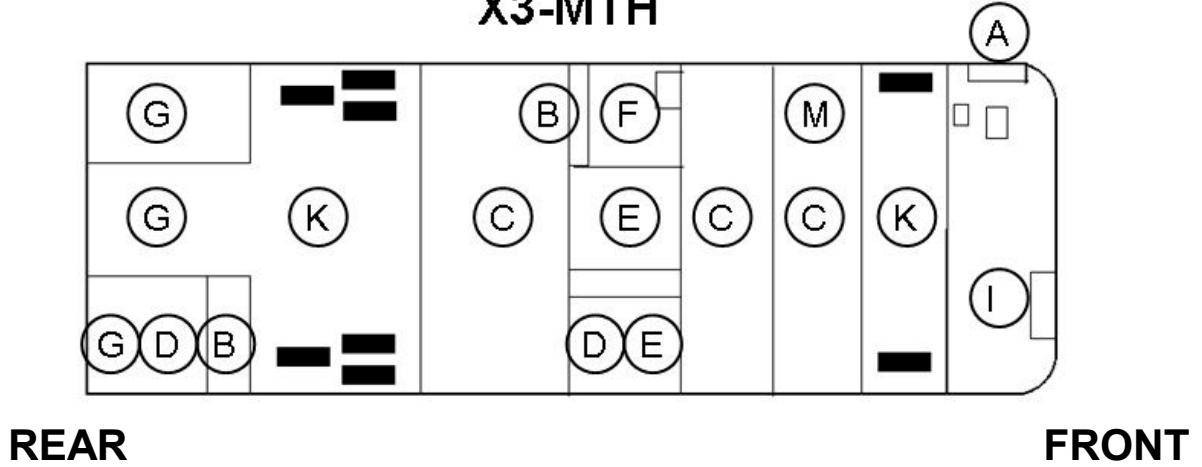 X3-MTH
A
G B F M
G K C E C C K
I
G D B D E
REAR FRONT